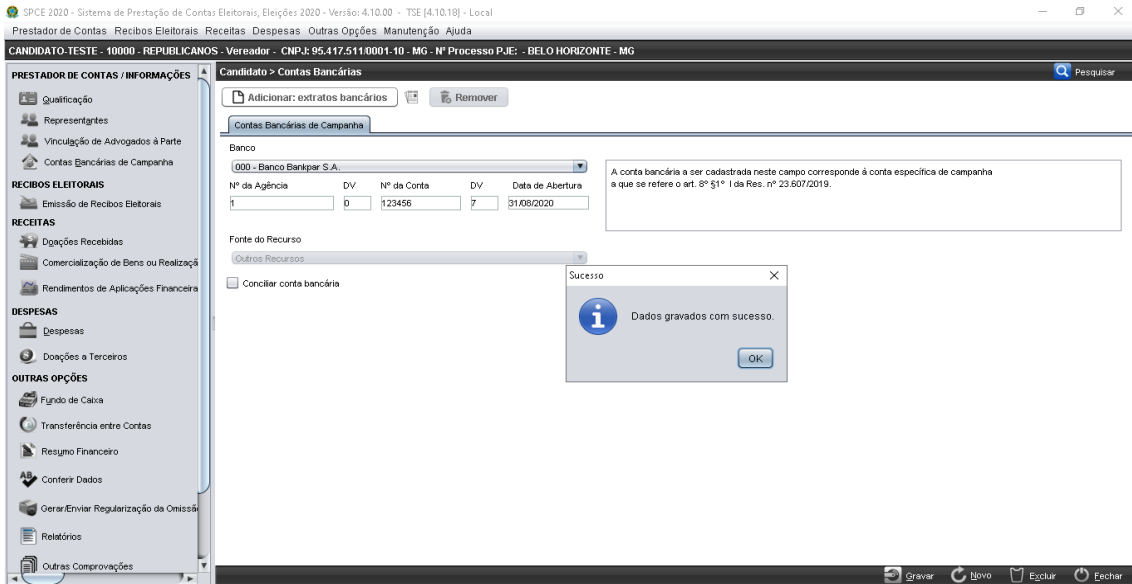 SPCE 2020 - Sistema de Prestação de Contas Eleitorais, Eleições 2020 - Versão: 4.10.00 - TSE [4.10.18] - Local
Prestador de Contas Recibos Eleitorais Receitas Despesas Outras Opções Manutenção Ajuda
CANDIDATO-TESTE - 10000 - REPUBLICANOS - Vereador - CNPJ: 95.417.511/0001-10 - MG - Nº Processo PJE: - BELO HORIZONTE - MG
PRESTADOR DE CONTAS / INFORMAÇÕES
Qualificação
Representantes
Vinculação de Advogados à Parte
Contas Bancárias de Campanha
RECIBOS ELEITORAIS
Emissão de Recibos Eleitorais
RECEITAS
Doações Recebidas
Comercialização de Bens ou Realizaçã
Rendimentos de Aplicações Financeira
DESPESAS
Despesas
Doações a Terceiros
OUTRAS OPÇÕES
Fundo de Caixa
Transferência entre Contas
Resumo Financeiro
Conferir Dados
Gerar/Enviar Regularização da Omissã
Relatórios
Outras Comprovações
Candidato > Contas Bancárias
Pesquisar
Adicionar: extratos bancários
Remover
Contas Bancárias de Campanha
Banco
000 - Banco Bankpar S.A.
Nº da Agência DV Nº da Conta DV Data de Abertura
1 0 123456 7 31/08/2020
A conta bancária a ser cadastrada neste campo corresponde à conta específica de campanha
a que se refere o art. 8º §1º I da Res. nº 23.607/2019.
Fonte do Recurso
Outros Recursos
Conciliar conta bancária
Sucesso
Dados gravados com sucesso.
OK
Gravar Novo Excluir Fechar